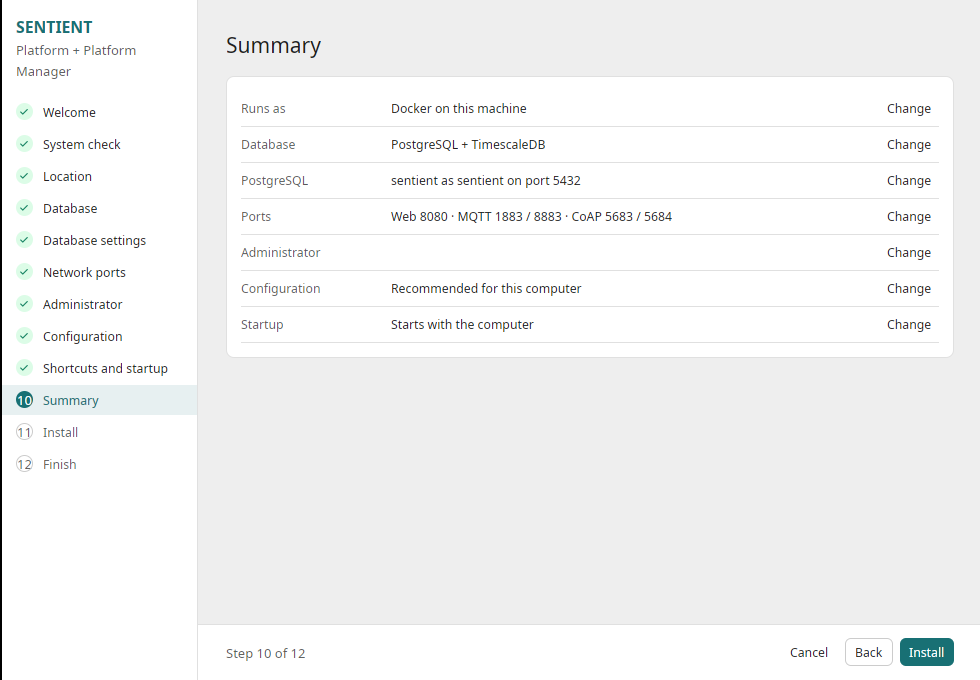 SENTIENT
Platform + Platform
Manager
Welcome
System check
Location
Database
Database settings
Network ports
Administrator
Configuration
Shortcuts and startup
10 Summary
11 Install
12 Finish
Summary
Runs as Docker on this machine Change
Database PostgreSQL + TimescaleDB Change
PostgreSQL sentient as sentient on port 5432 Change
Ports Web 8080 · MQTT 1883 / 8883 · CoAP 5683 / 5684 Change
Administrator Change
Configuration Recommended for this computer Change
Startup Starts with the computer Change
Step 10 of 12 Cancel Back Install